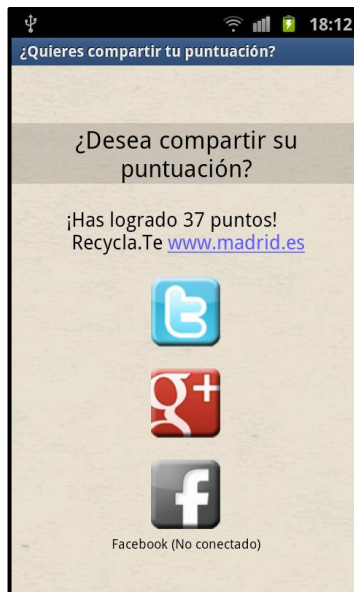 18:12
¿Quieres compartir tu puntuación?
¿Desea compartir su
puntuación?
¡Has logrado 37 puntos!
Recycla.Te www.madrid.es
g+
Facebook (No conectado)